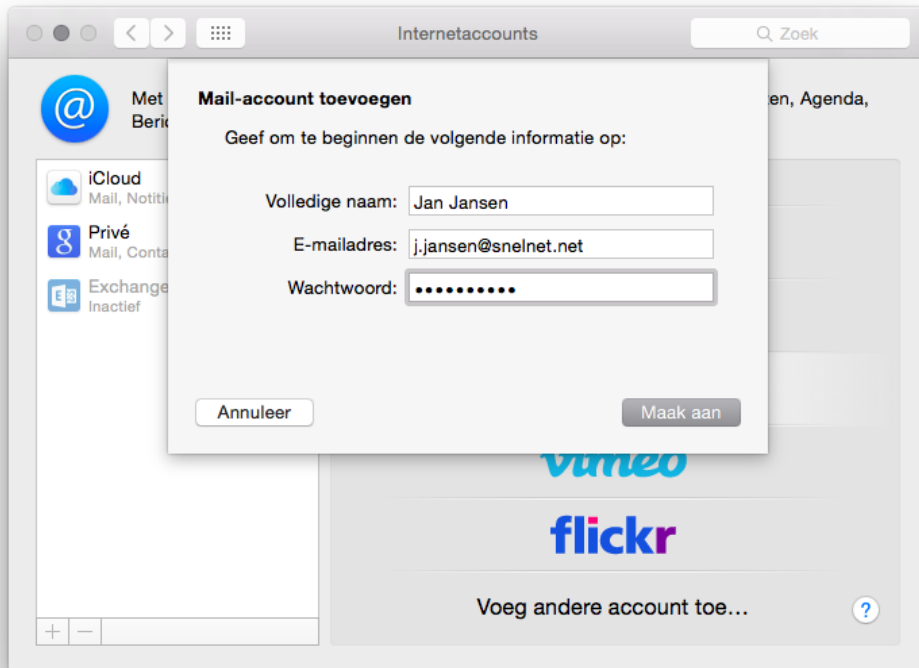 Internetaccounts
Zoek
Met
Beri
en, Agenda,
Mail-account toevoegen
Geef om te beginnen de volgende informatie op:
Volledige naam: Jan Jansen
E-mailadres: j.jansen@snelnet.net
Wachtwoord: ••••••••••
Annuleer
Maak aan
iCloud
Mail, Notitie
Privé
Mail, Conta
Exchange
Inactief
vimeo
flickr
Voeg andere account toe...
?